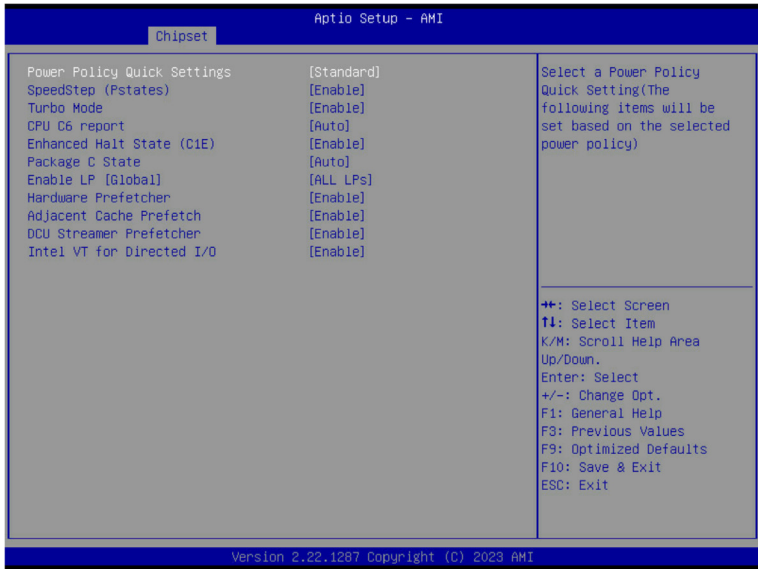 Aptio Setup – AMI
Chipset
Power Policy Quick Settings [Standard]
SpeedStep (Pstates) [Enable]
Turbo Mode [Enable]
CPU C6 report [Auto]
Enhanced Halt State (C1E) [Enable]
Package C State [Auto]
Enable LP [Global] [ALL LPs]
Hardware Prefetcher [Enable]
Adjacent Cache Prefetch [Enable]
DCU Streamer Prefetcher [Enable]
Intel VT for Directed I/O [Enable]
Select a Power Policy
Quick Setting(The
following items will be
set based on the selected
power policy)
→←: Select Screen
↑↓: Select Item
K/M: Scroll Help Area
Up/Down.
Enter: Select
+/-: Change Opt.
F1: General Help
F3: Previous Values
F9: Optimized Defaults
F10: Save & Exit
ESC: Exit
Version 2.22.1287 Copyright (C) 2023 AMI